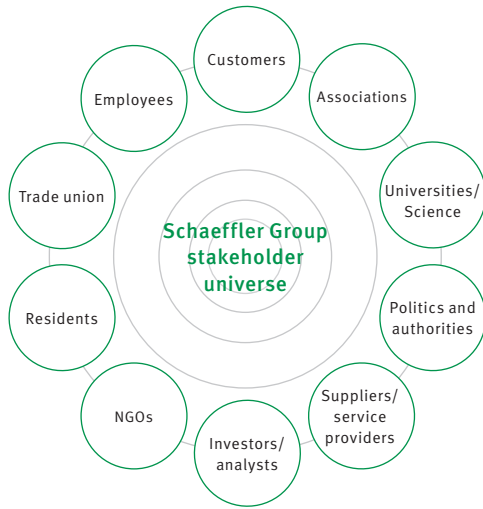 Customers
Associations
Universities/
Science
Politics and
authorities
Suppliers/
service
providers
Investors/
analysts
NGOs
Residents
Trade union
Employees
Schaeffler Group
stakeholder
universe